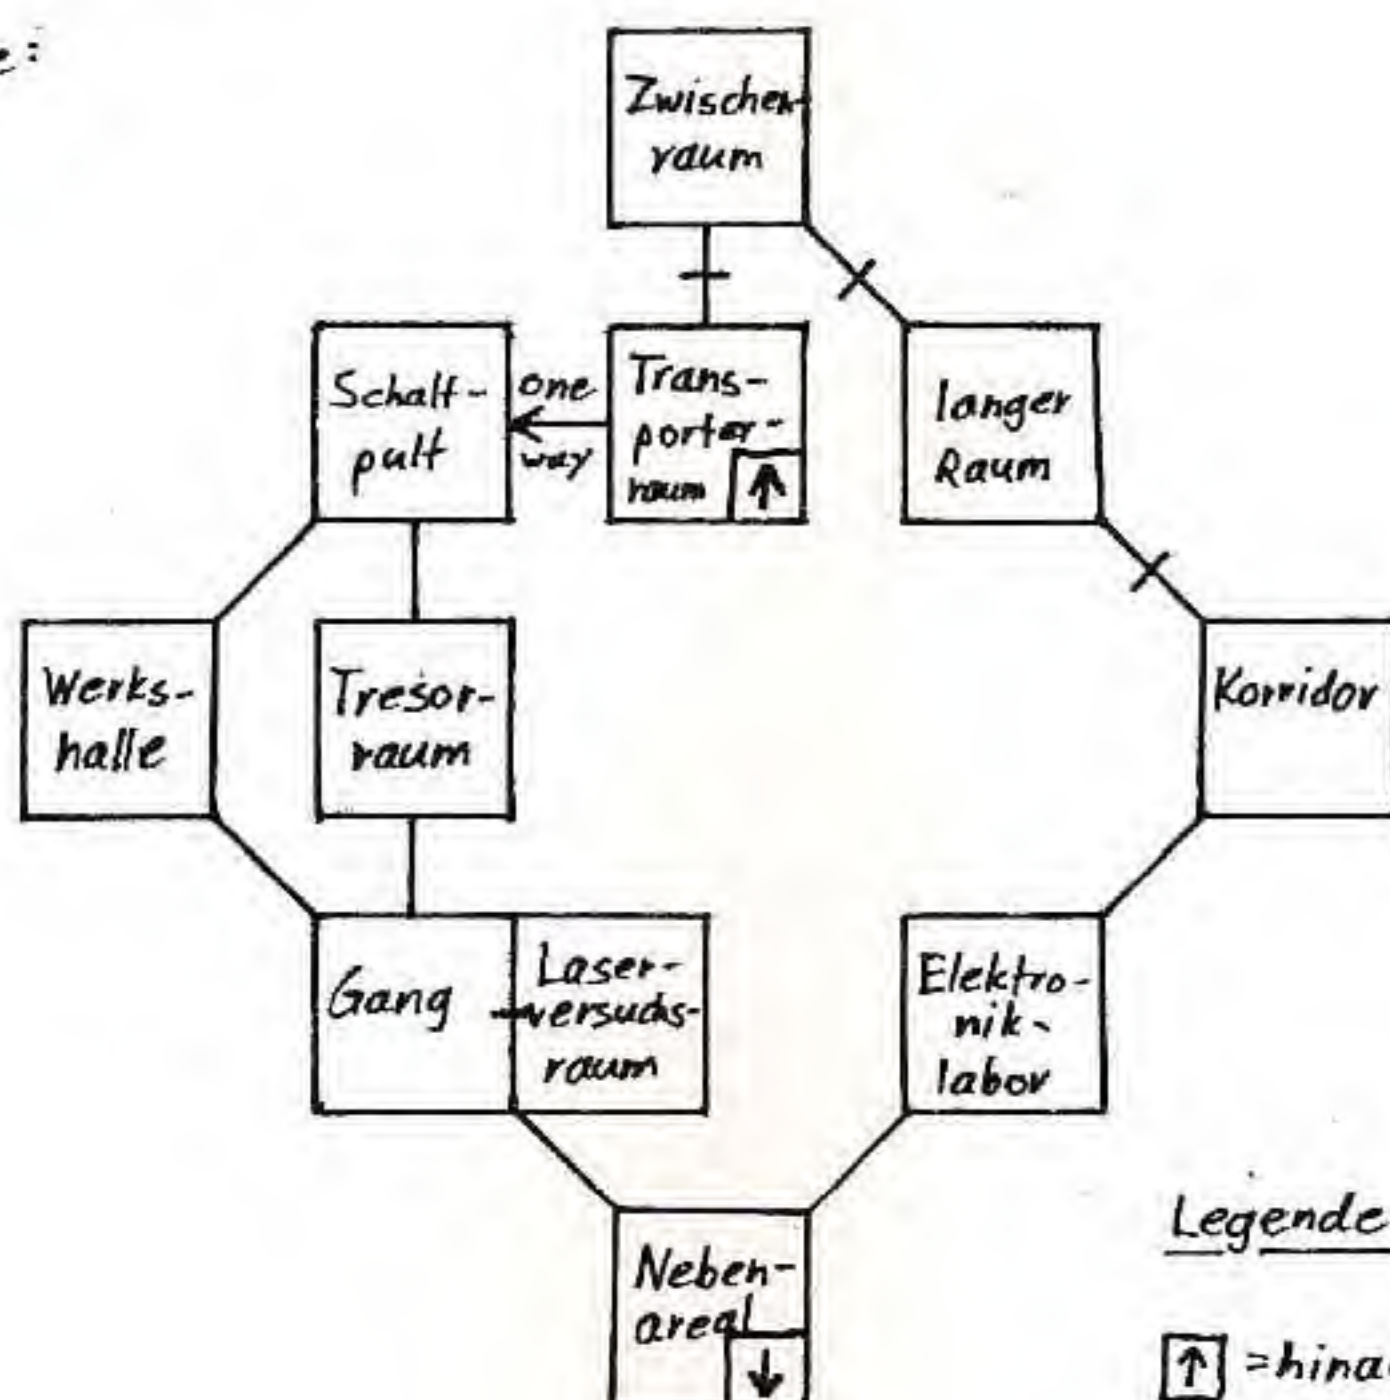 e:
Zwischen-
raum
Schalt-
pult
one
way
Trans-
porter-
raum
langer
Raum
Werks-
halle
Tresor-
raum
Korridor
Gang
Laser-
versuchs-
raum
Elektro-
nik-
labor
Neben-
areal
Legende
↑ =hina